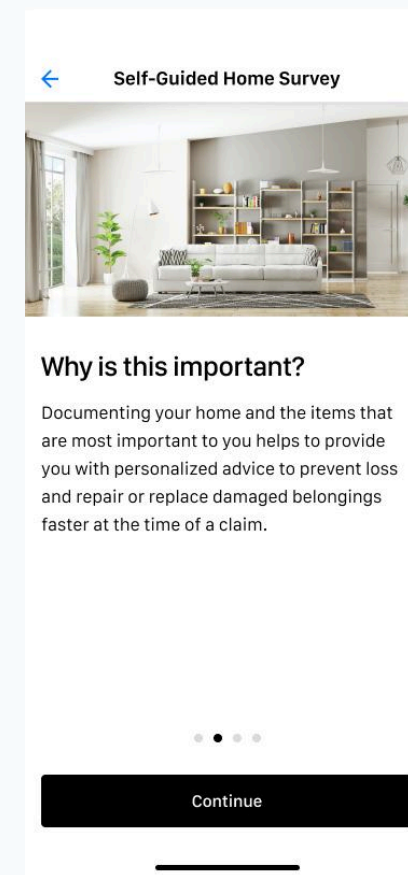 Self-Guided Home Survey
Why is this important?
Documenting your home and the items that
are most important to you helps to provide
you with personalized advice to prevent loss
and repair or replace damaged belongings
faster at the time of a claim.
Continue